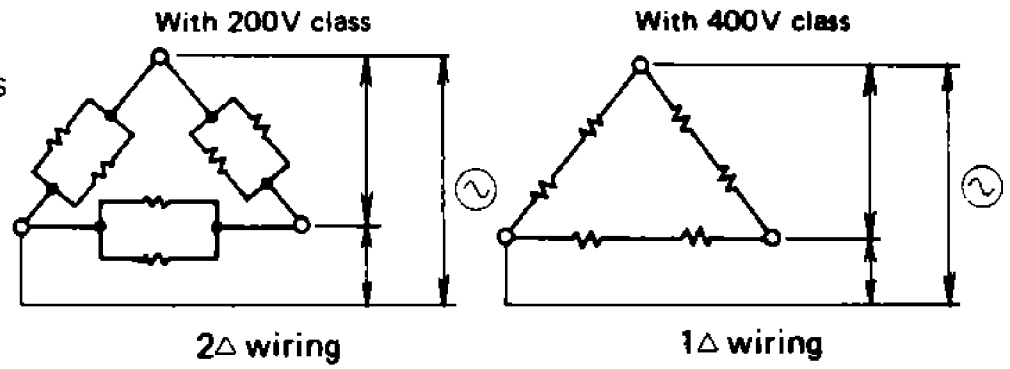 With 200V class
With 400V class
s
2△ wiring
1△ wiring